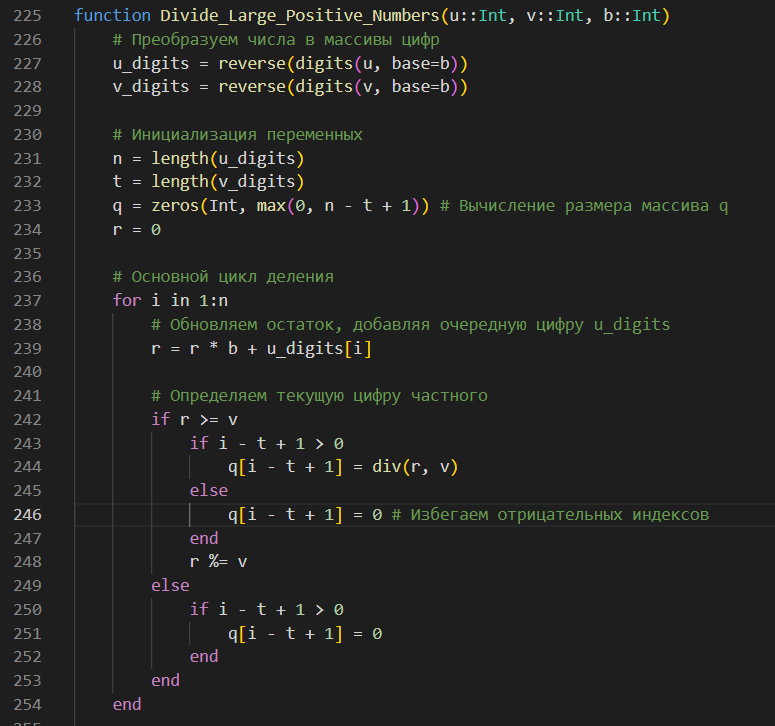 225 function Divide_Large_Positive_Numbers(u::Int, v::Int, b::Int)
226     # Преобразуем числа в массивы цифр
227     u_digits = reverse(digits(u, base=b))
228     v_digits = reverse(digits(v, base=b))
229
230     # Инициализация переменных
231     n = length(u_digits)
232     t = length(v_digits)
233     q = zeros(Int, max(0, n - t + 1)) # Вычисление размера массива q
234     r = 0
235
236     # Основной цикл деления
237     for i in 1:n
238         # Обновляем остаток, добавляя очередную цифру u_digits
239         r = r * b + u_digits[i]
240
241         # Определяем текущую цифру частного
242         if r >= v
243             if i - t + 1 > 0
244                 q[i - t + 1] = div(r, v)
245             else
246                 q[i - t + 1] = 0 # Избегаем отрицательных индексов
247             end
248             r %= v
249         else
250             if i - t + 1 > 0
251                 q[i - t + 1] = 0
252             end
253         end
254     end